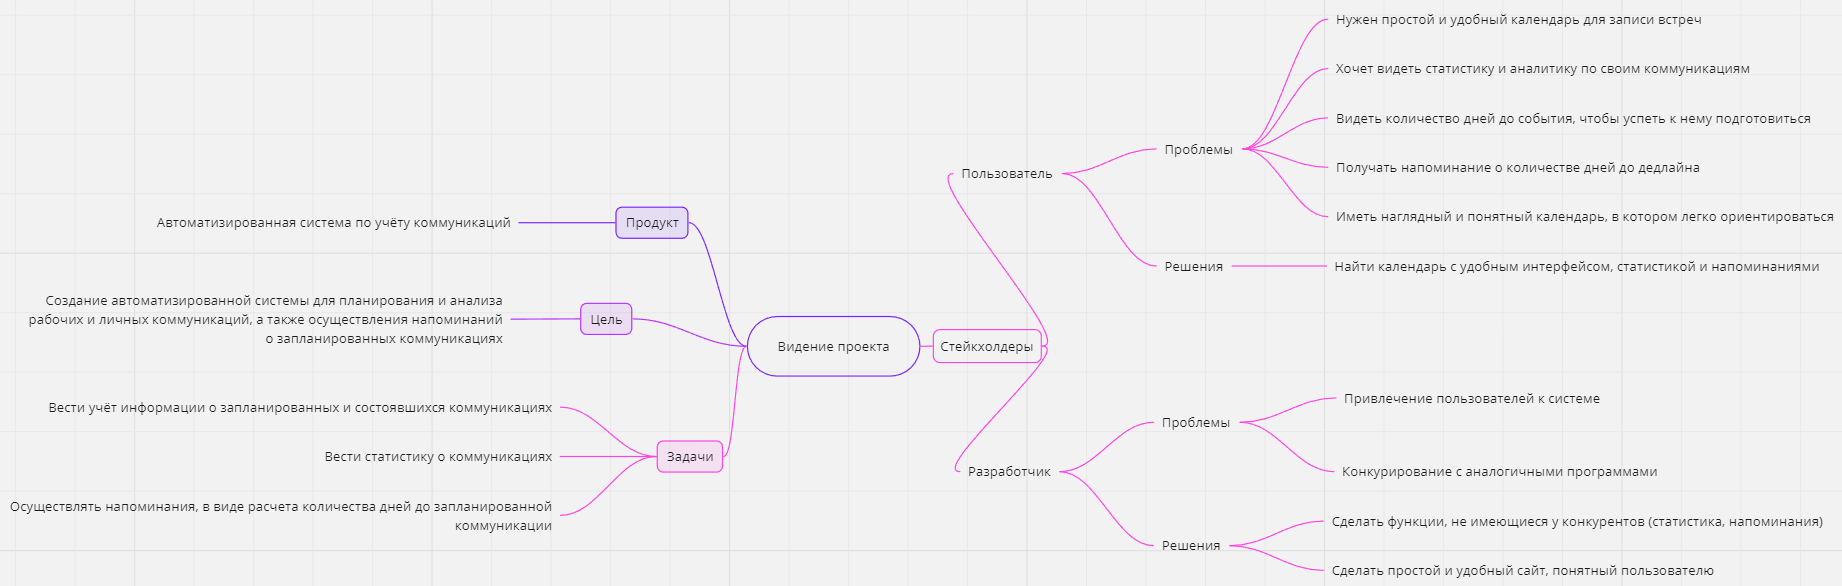 Видение проекта
Продукт
Автоматизированная система по учёту коммуникаций
Цель
Создание автоматизированной системы для планирования и анализа
рабочих и личных коммуникаций, а также осуществления напоминаний
о запланированных коммуникациях
Задачи
Вести учёт информации о запланированных и состоявшихся коммуникациях
Вести статистику о коммуникациях
Осуществлять напоминания, в виде расчета количества дней до запланированной
коммуникации
Стейкхолдеры
Пользователь
Проблемы
Нужен простой и удобный календарь для записи встреч
Хочет видеть статистику и аналитику по своим коммуникациям
Видеть количество дней до события, чтобы успеть к нему подготовиться
Получать напоминание о количестве дней до дедлайна
Иметь наглядный и понятный календарь, в котором легко ориентироваться
Решения
Найти календарь с удобным интерфейсом, статистикой и напоминаниями
Разработчик
Проблемы
Привлечение пользователей к системе
Конкурирование с аналогичными программами
Решения
Сделать функции, не имеющиеся у конкурентов (статистика, напоминания)
Сделать простой и удобный сайт, понятный пользователю